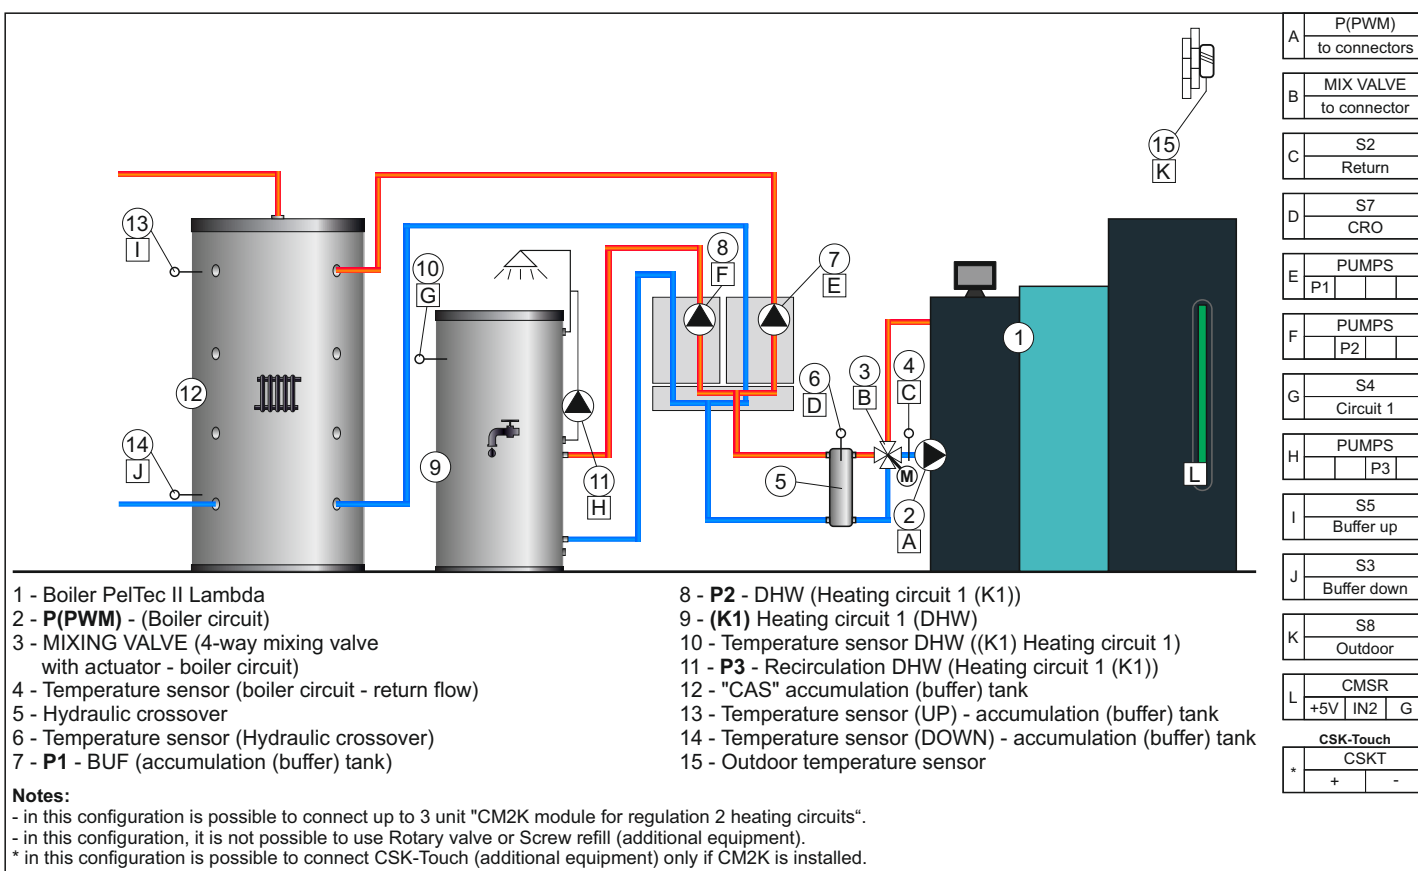 A P(PWM)
to connectors
B MIX VALVE
to connector
C S2
Return
D S7
CRO
E PUMPS
P1
F PUMPS
P2
G S4
Circuit 1
H PUMPS
P3
I S5
Buffer up
J S3
Buffer down
K S8
Outdoor
L CMSR
+5V IN2 G
CSK-Touch
* CSKT
+ -
15
K
13
I
10
G
8
F
7
E
12
14
J
9
11
H
6
D
5
3
B
4
C
M
2
A
1
L
1 - Boiler PelTec II Lambda
2 - P(PWM) - (Boiler circuit)
3 - MIXING VALVE (4-way mixing valve
with actuator - boiler circuit)
4 - Temperature sensor (boiler circuit - return flow)
5 - Hydraulic crossover
6 - Temperature sensor (Hydraulic crossover)
7 - P1 - BUF (accumulation (buffer) tank)
8 - P2 - DHW (Heating circuit 1 (K1))
9 - (K1) Heating circuit 1 (DHW)
10 - Temperature sensor DHW ((K1) Heating circuit 1)
11 - P3 - Recirculation DHW (Heating circuit 1 (K1))
12 - "CAS" accumulation (buffer) tank
13 - Temperature sensor (UP) - accumulation (buffer) tank
14 - Temperature sensor (DOWN) - accumulation (buffer) tank
15 - Outdoor temperature sensor
Notes:
- in this configuration is possible to connect up to 3 unit "CM2K module for regulation 2 heating circuits“.
- in this configuration, it is not possible to use Rotary valve or Screw refill (additional equipment).
* in this configuration is possible to connect CSK-Touch (additional equipment) only if CM2K is installed.